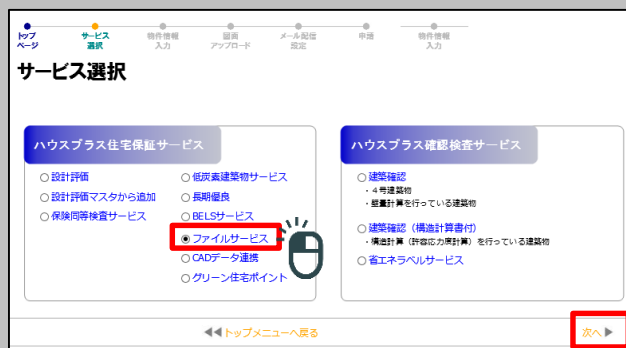 トップ
ページ
サービス
選択
物件情報
入力
図面
アップロード
メール配信
設定
申請
物件情報
入力
サービス選択
ハウスプラス住宅保証サービス
設計評価
設計評価マスタから追加
保険同等検査サービス
低炭素建築物サービス
長期優良
BELSサービス
ファイルサービス
CADデータ連携
グリーン住宅ポイント
ハウスプラス確認検査サービス
建築確認
・4号建築物
・壁量計算を行っている建築物
建築確認（構造計算書付）
・構造計算（許容応力度計算）を行っている建築物
省エネラベルサービス
◀◀トップメニューへ戻る
次へ▶